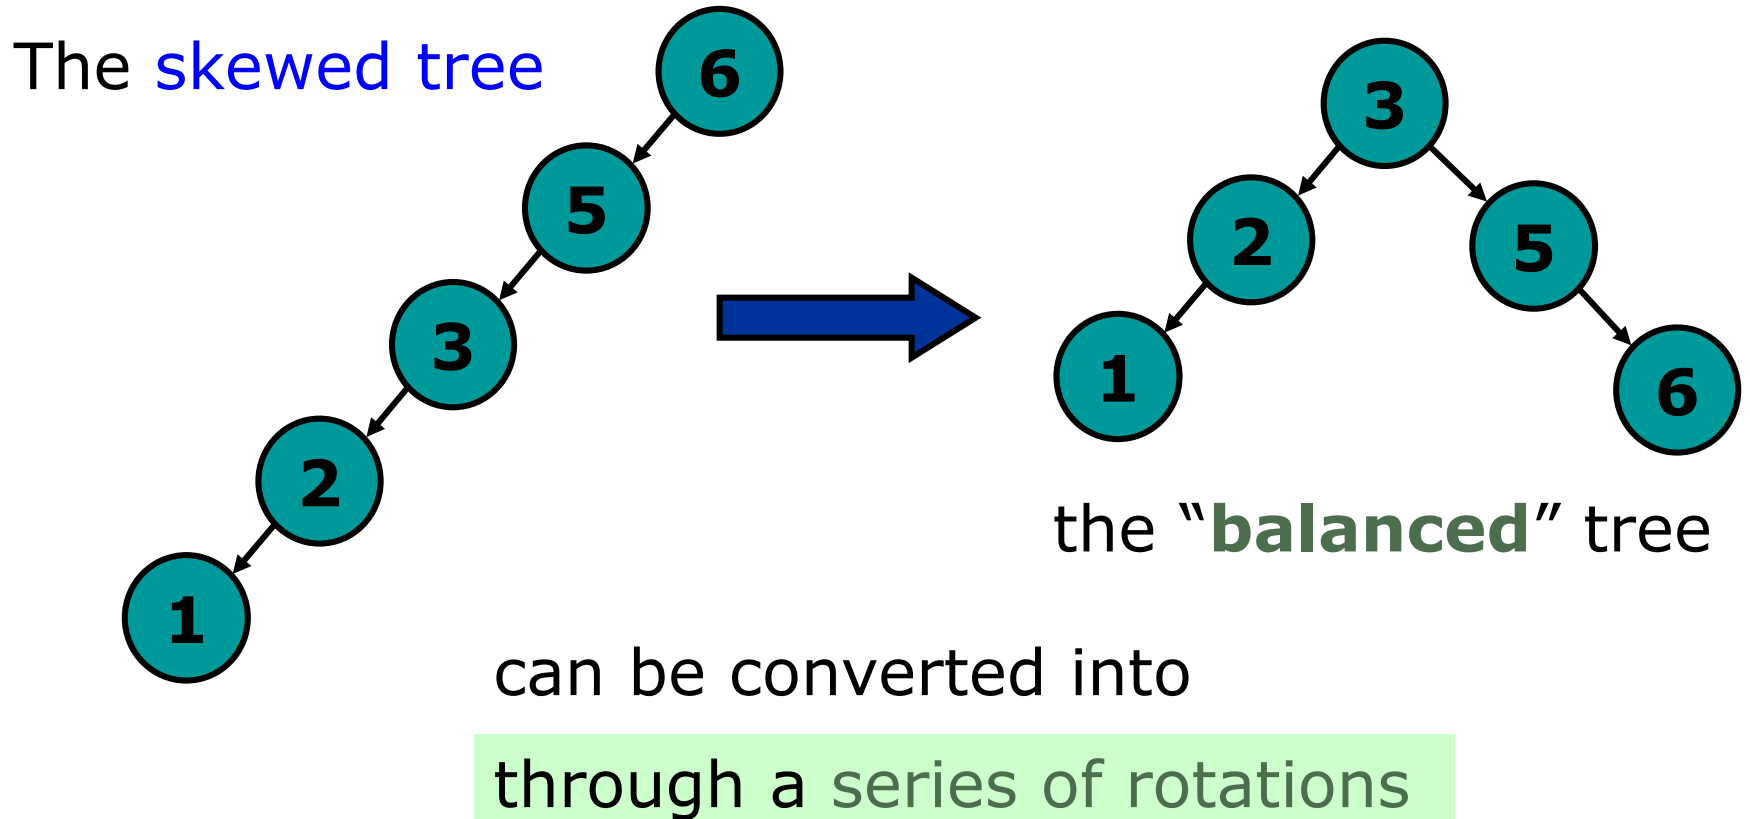 The skewed tree
6
5
3
2
1
3
2
5
1
6
the “balanced” tree
can be converted into
through a series of rotations